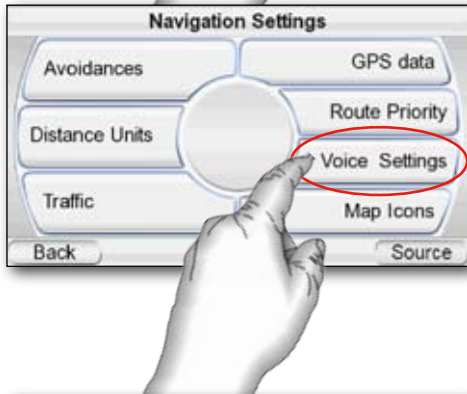 Navigation Settings
Avoidances
GPS data
Distance Units
Route Priority
Voice Settings
Traffic
Map Icons
Back
Source